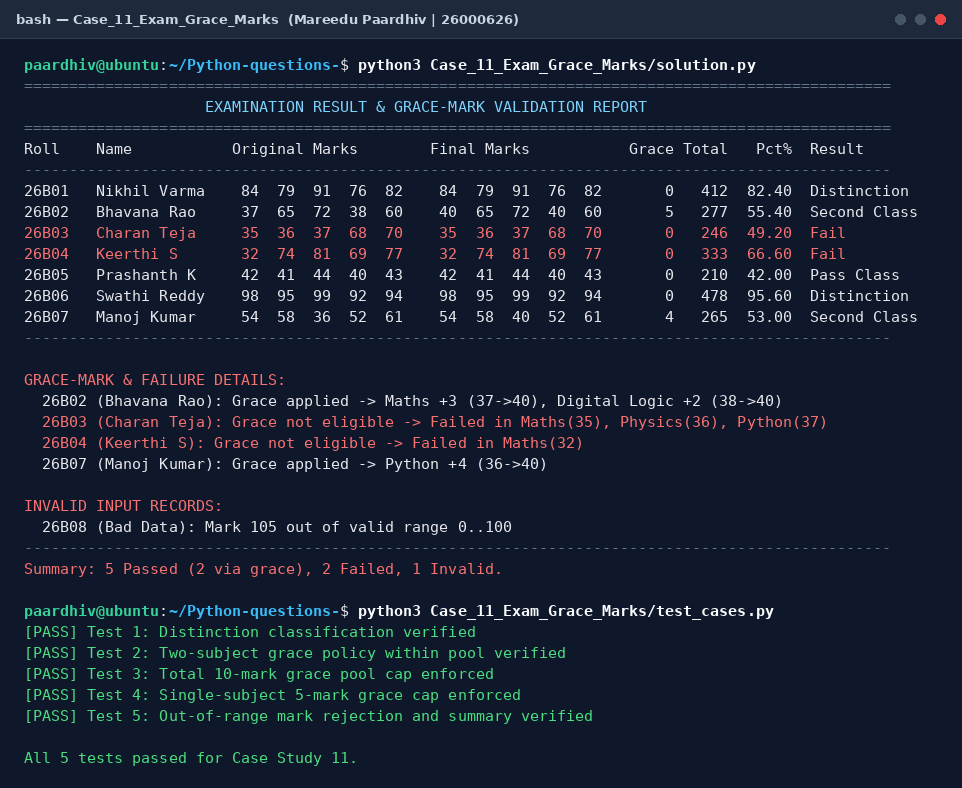 bash — Case_11_Exam_Grace_Marks  (Mareedu Paardhiv | 26000626)
paardhiv@ubuntu:~/Python-questions-$ python3 Case_11_Exam_Grace_Marks/solution.py
================================================================================================
                    EXAMINATION RESULT & GRACE-MARK VALIDATION REPORT
================================================================================================
Roll    Name           Original Marks        Final Marks           Grace Total   Pct%  Result
------------------------------------------------------------------------------------------------
26B01   Nikhil Varma    84  79  91  76  82    84  79  91  76  82       0   412  82.40  Distinction
26B02   Bhavana Rao     37  65  72  38  60    40  65  72  40  60       5   277  55.40  Second Class
26B03   Charan Teja     35  36  37  68  70    35  36  37  68  70       0   246  49.20  Fail
26B04   Keerthi S       32  74  81  69  77    32  74  81  69  77       0   333  66.60  Fail
26B05   Prashanth K     42  41  44  40  43    42  41  44  40  43       0   210  42.00  Pass Class
26B06   Swathi Reddy    98  95  99  92  94    98  95  99  92  94       0   478  95.60  Distinction
26B07   Manoj Kumar     54  58  36  52  61    54  58  40  52  61       4   265  53.00  Second Class
------------------------------------------------------------------------------------------------
GRACE-MARK & FAILURE DETAILS:
  26B02 (Bhavana Rao): Grace applied -> Maths +3 (37->40), Digital Logic +2 (38->40)
  26B03 (Charan Teja): Grace not eligible -> Failed in Maths(35), Physics(36), Python(37)
  26B04 (Keerthi S): Grace not eligible -> Failed in Maths(32)
  26B07 (Manoj Kumar): Grace applied -> Python +4 (36->40)
INVALID INPUT RECORDS:
  26B08 (Bad Data): Mark 105 out of valid range 0..100
------------------------------------------------------------------------------------------------
Summary: 5 Passed (2 via grace), 2 Failed, 1 Invalid.
paardhiv@ubuntu:~/Python-questions-$ python3 Case_11_Exam_Grace_Marks/test_cases.py
[PASS] Test 1: Distinction classification verified
[PASS] Test 2: Two-subject grace policy within pool verified
[PASS] Test 3: Total 10-mark grace pool cap enforced
[PASS] Test 4: Single-subject 5-mark grace cap enforced
[PASS] Test 5: Out-of-range mark rejection and summary verified
All 5 tests passed for Case Study 11.